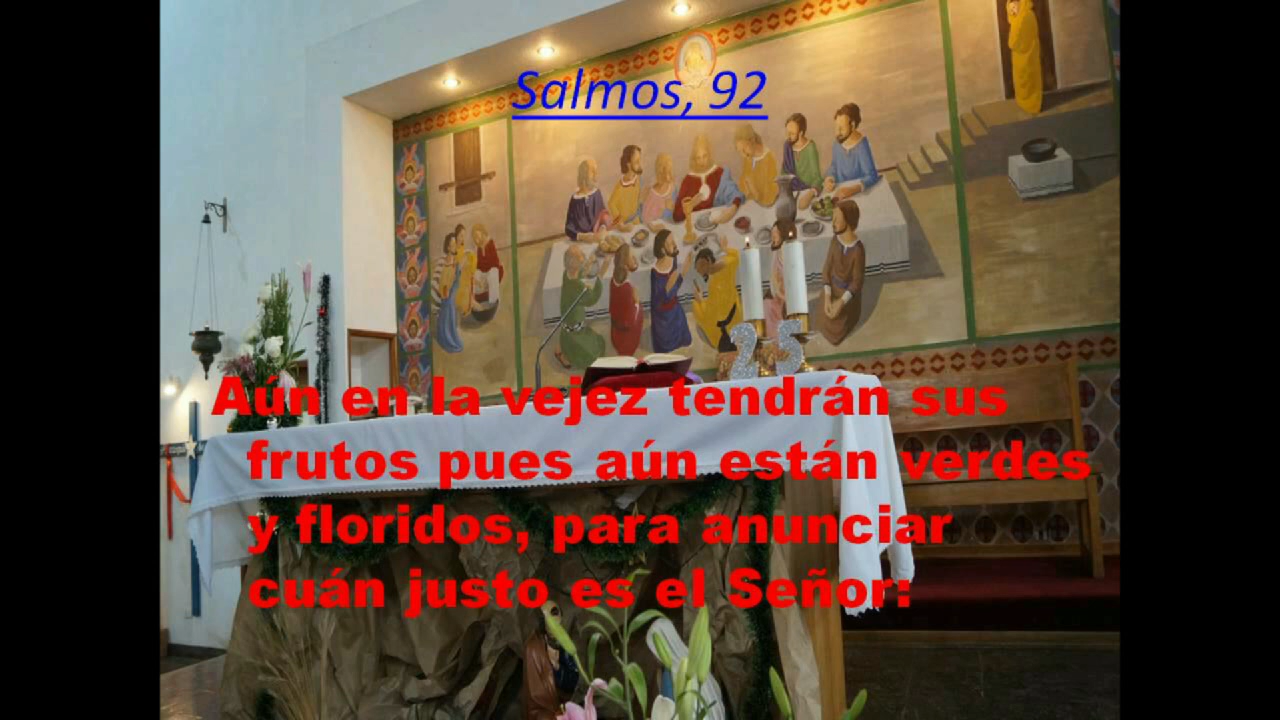 Salmos, 92
25
Aún en la vejez tendrán sus
frutos pues aún están verdes
y floridos, para anunciar
cuán justo es el Señor: